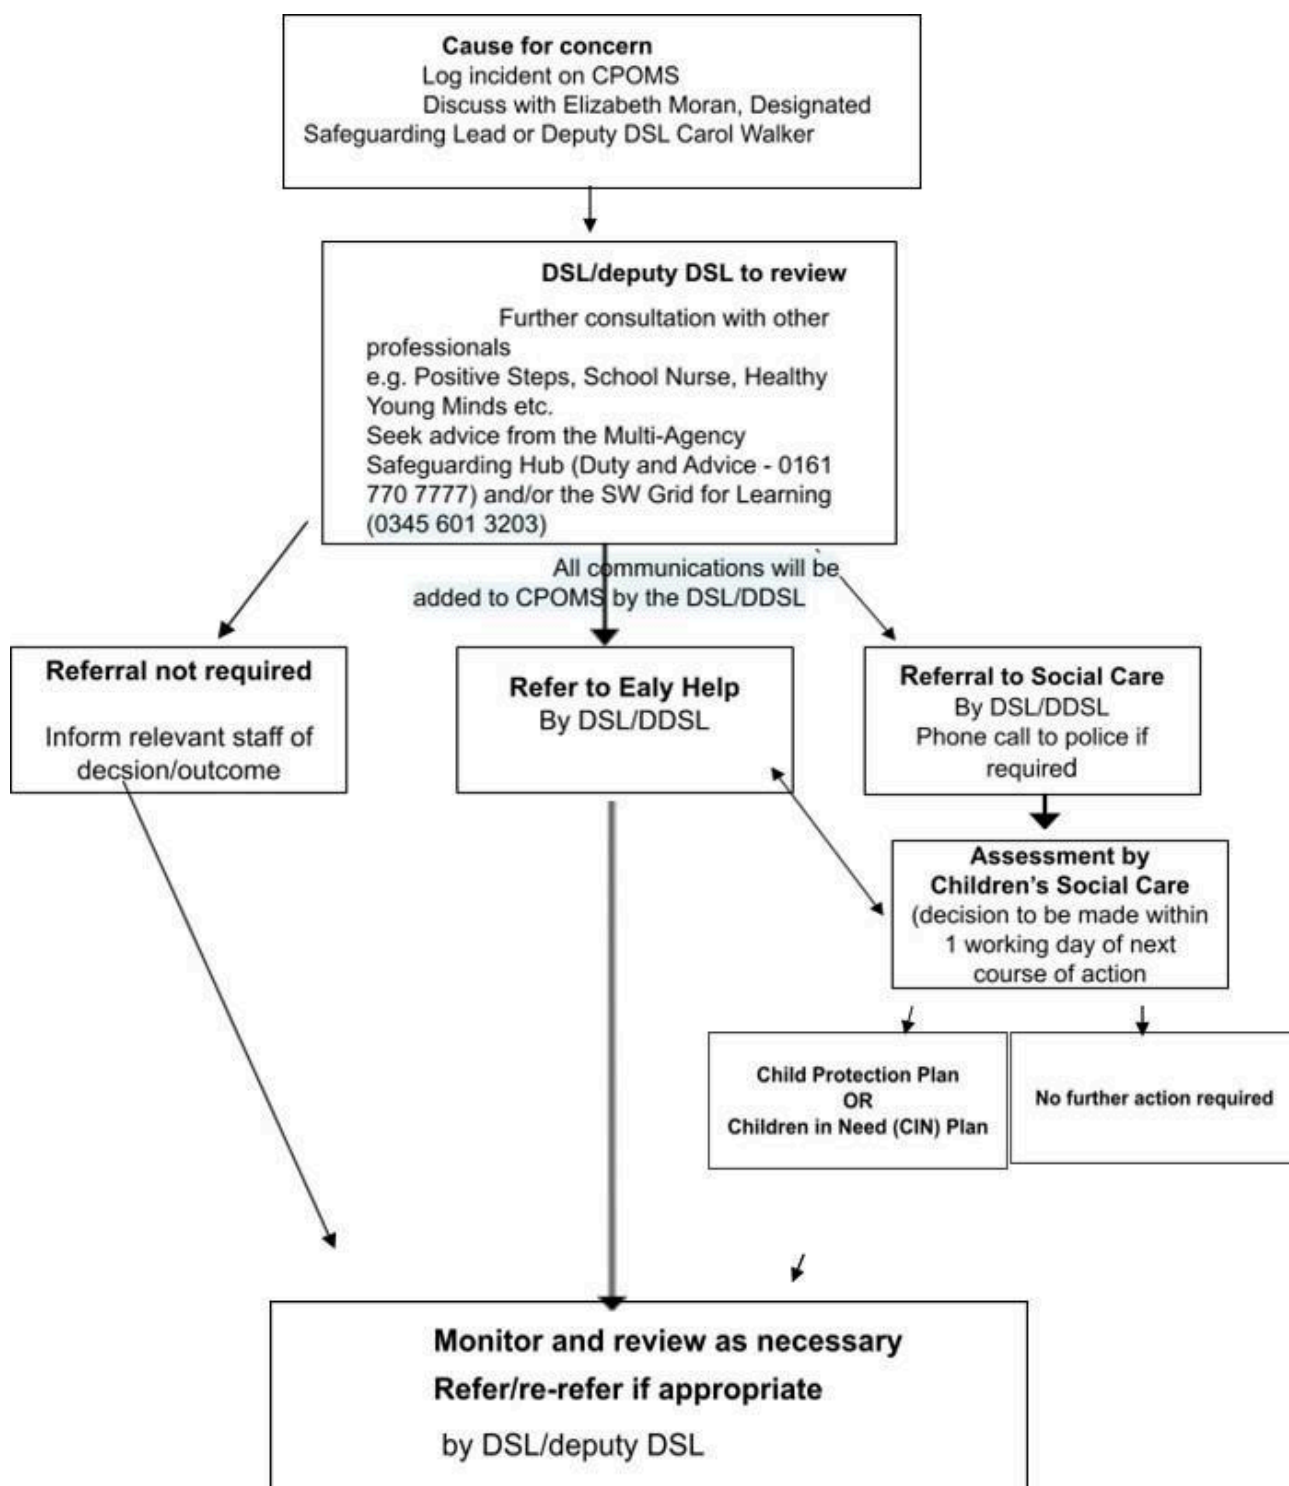 Cause for concern
Log incident on CPOMS
Discuss with Elizabeth Moran, Designated
Safeguarding Lead or Deputy DSL Carol Walker
DSL/deputy DSL to review
Further consultation with other
professionals
e.g. Positive Steps, School Nurse, Healthy
Young Minds etc.
Seek advice from the Multi-Agency
Safeguarding Hub (Duty and Advice - 0161
770 7777) and/or the SW Grid for Learning
(0345 601 3203)
All communications will be
added to CPOMS by the DSL/DDSL
Referral not required
Inform relevant staff of
decsion/outcome
Refer to Ealy Help
By DSL/DDSL
Referral to Social Care
By DSL/DDSL
Phone call to police if
required
Assessment by
Children's Social Care
(decision to be made within
1 working day of next
course of action
Child Protection Plan
OR
Children in Need (CIN) Plan
No further action required
Monitor and review as necessary
Refer/re-refer if appropriate
by DSL/deputy DSL